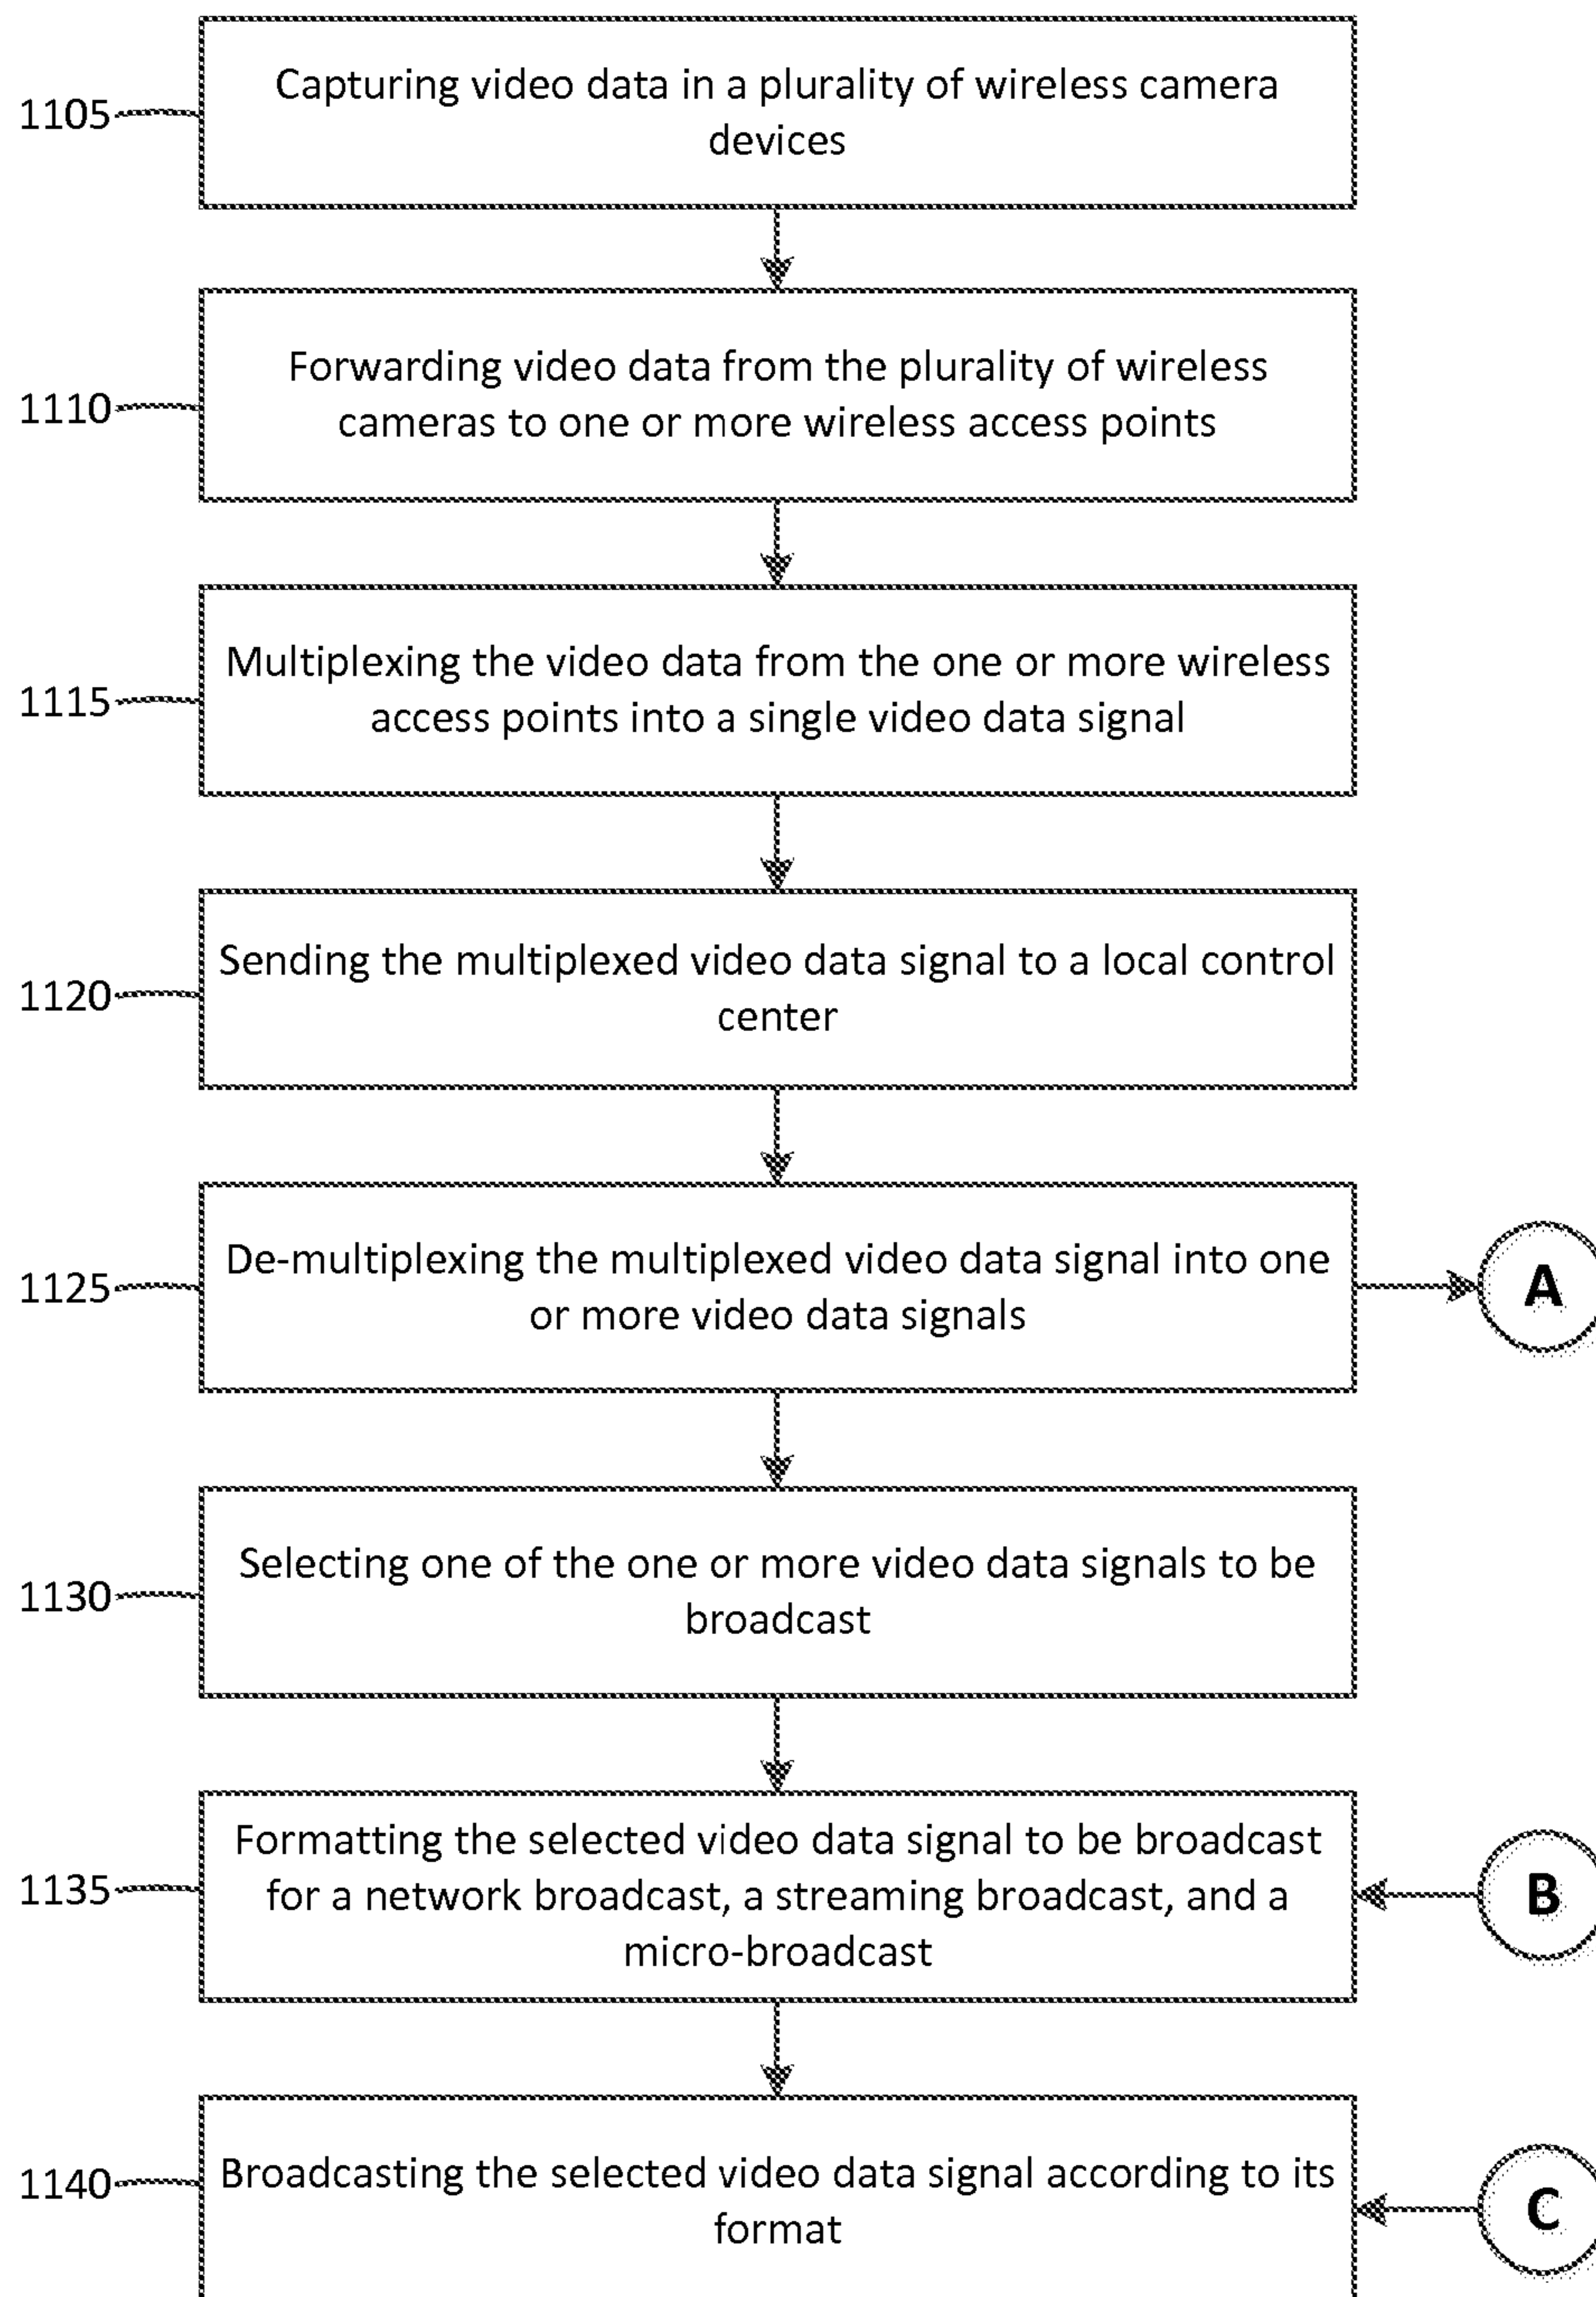 Capturing video data in a plurality of wireless camera
devices
1105
Forwarding video data from the plurality of wireless
cameras to one or more wireless access points
1110
Multiplexing the video data from the one or more wireless
access points into a single video data signal
1115
Sending the multiplexed video data signal to a local control
center
1120
De-multiplexing the multiplexed video data signal into one
or more video data signals
1125
A
Selecting one of the one or more video data signals to be
broadcast
1130
Formatting the selected video data signal to be broadcast
for a network broadcast, a streaming broadcast, and a
micro-broadcast
1135
B
Broadcasting the selected video data signal according to its
format
1140
C